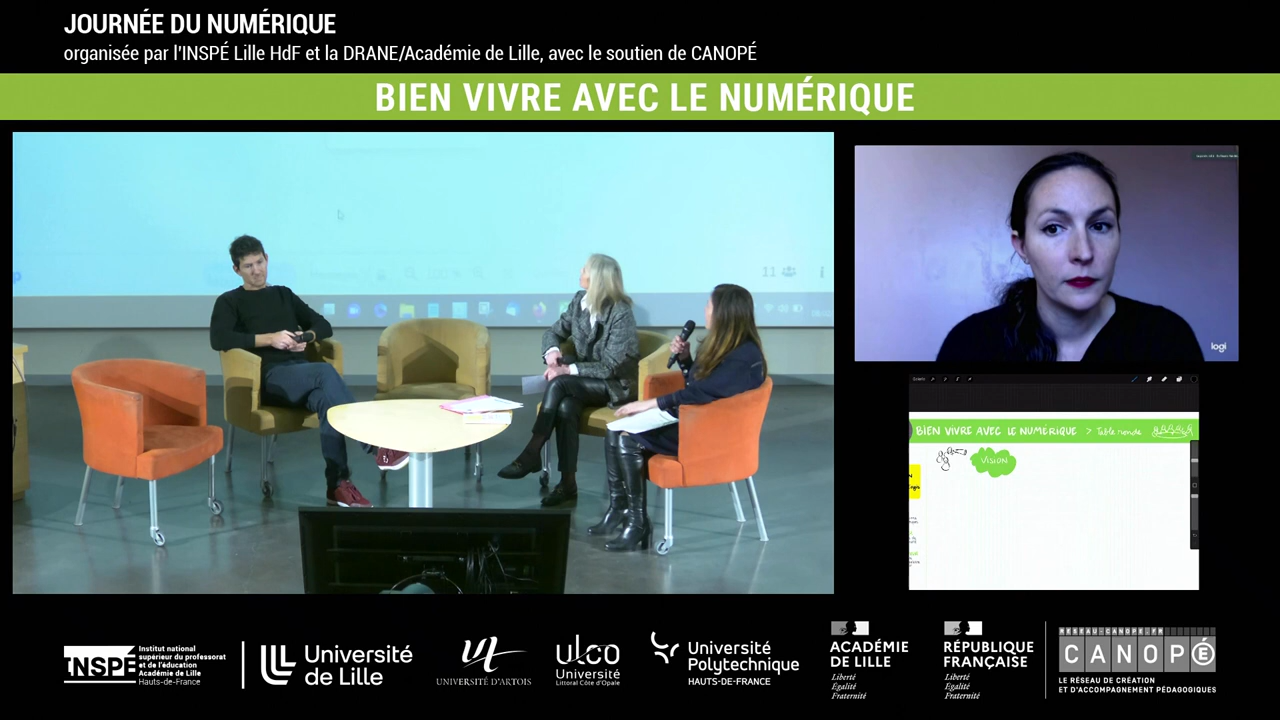 JOURNÉE DU NUMÉRIQUE
organisée par l'INSPÉ Lille HdF et la DRANE/Académie de Lille, avec le soutien de CANOPÉ
BIEN VIVRE AVEC LE NUMÉRIQUE
11
logi
BIEN VIVRE AVEC LE NUMÉRIQUE > Table ronde
VISION
INSPÉ
Institut national
supérieur du professorat
et de l'éducation
Académie de Lille
Hauts-de-France
Université
de Lille
UNIVERSITÉ D'ARTOIS
ulco
Université
Littoral Côte d'Opale
Université
Polytechnique
HAUTS-DE-FRANCE
ACADÉMIE
DE LILLE
Liberté
Égalité
Fraternité
RÉPUBLIQUE
FRANÇAISE
Liberté
Égalité
Fraternité
RESEAU-CANOPE.FR
CANOPÉ
LE RÉSEAU DE CRÉATION
ET D'ACCOMPAGNEMENT PÉDAGOGIQUES